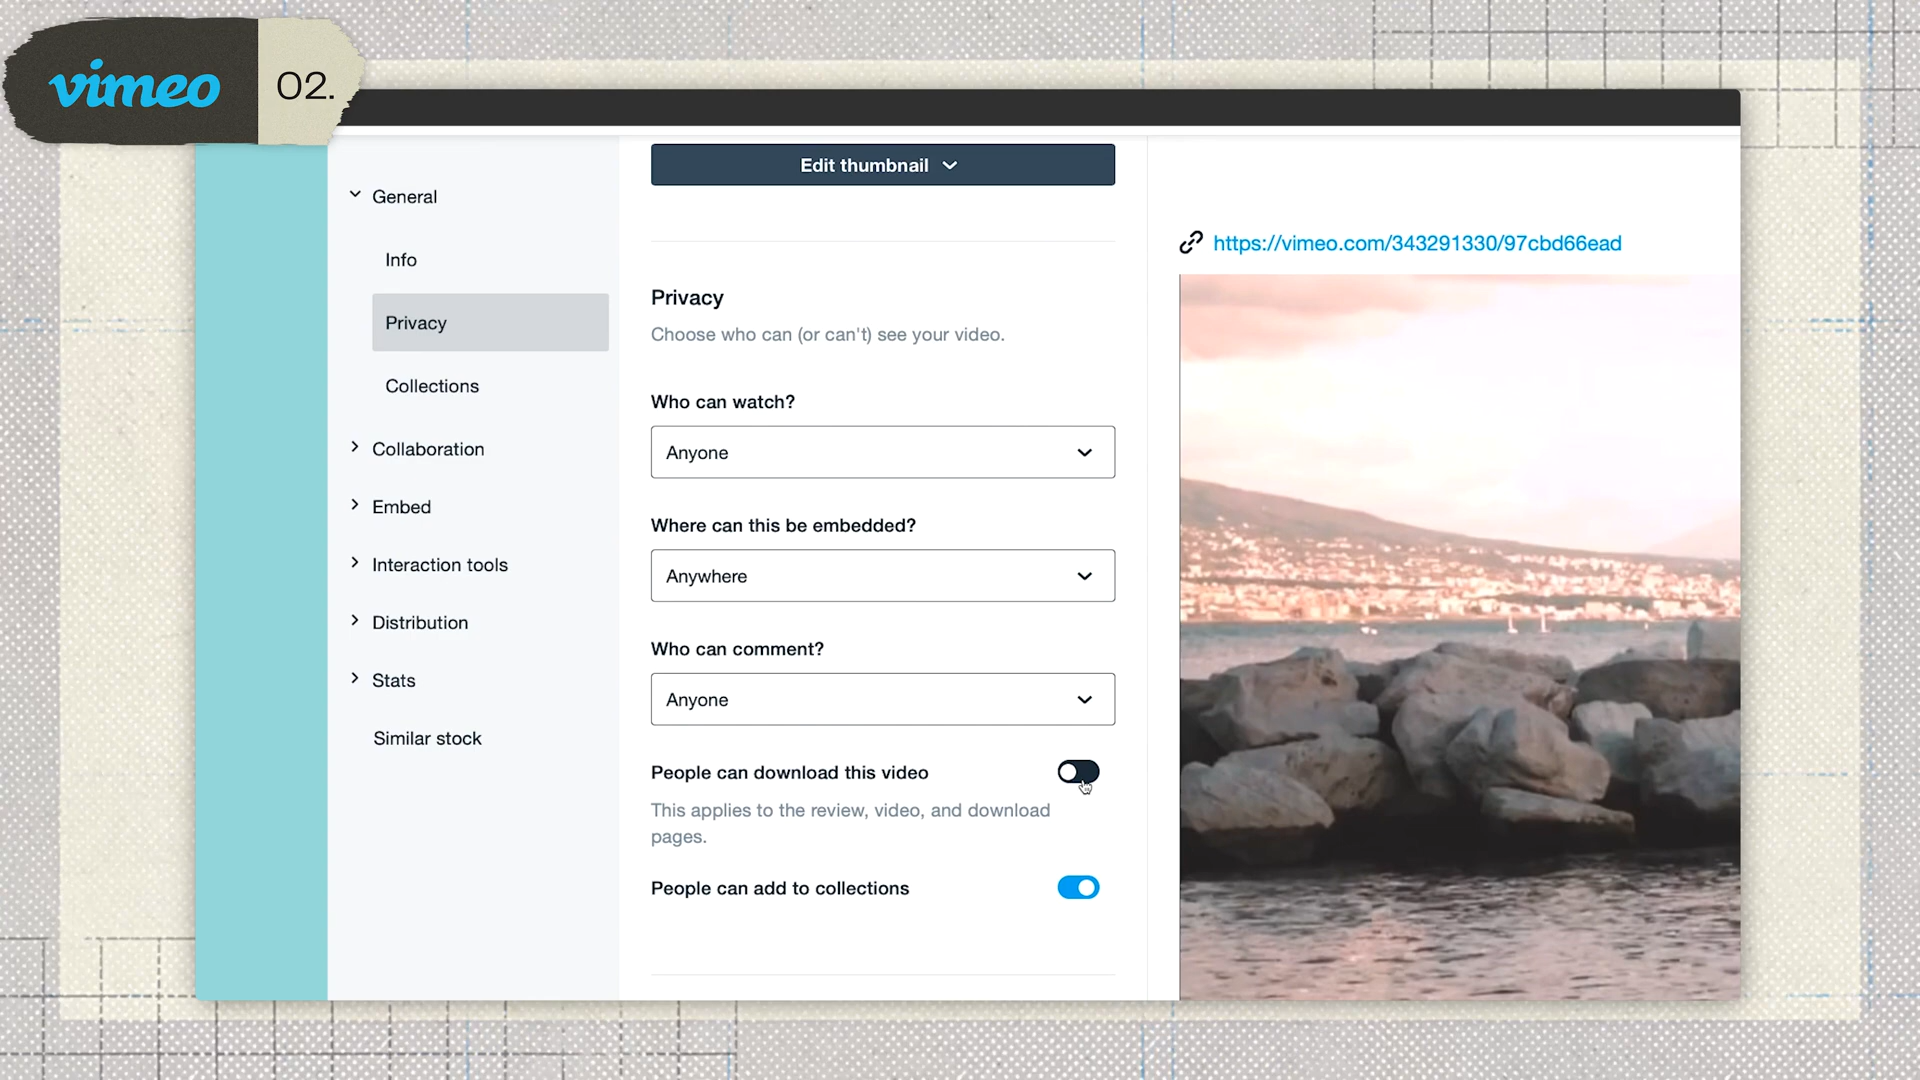 vimeo 02.
Edit thumbnail
General
Info
Privacy
Collections
Collaboration
Embed
Interaction tools
Distribution
Stats
Similar stock
Privacy
Choose who can (or can't) see your video.
Who can watch?
Anyone
Where can this be embedded?
Anywhere
Who can comment?
Anyone
People can download this video
This applies to the review, video, and download
pages.
People can add to collections
https://vimeo.com/343291330/97cbd66ead